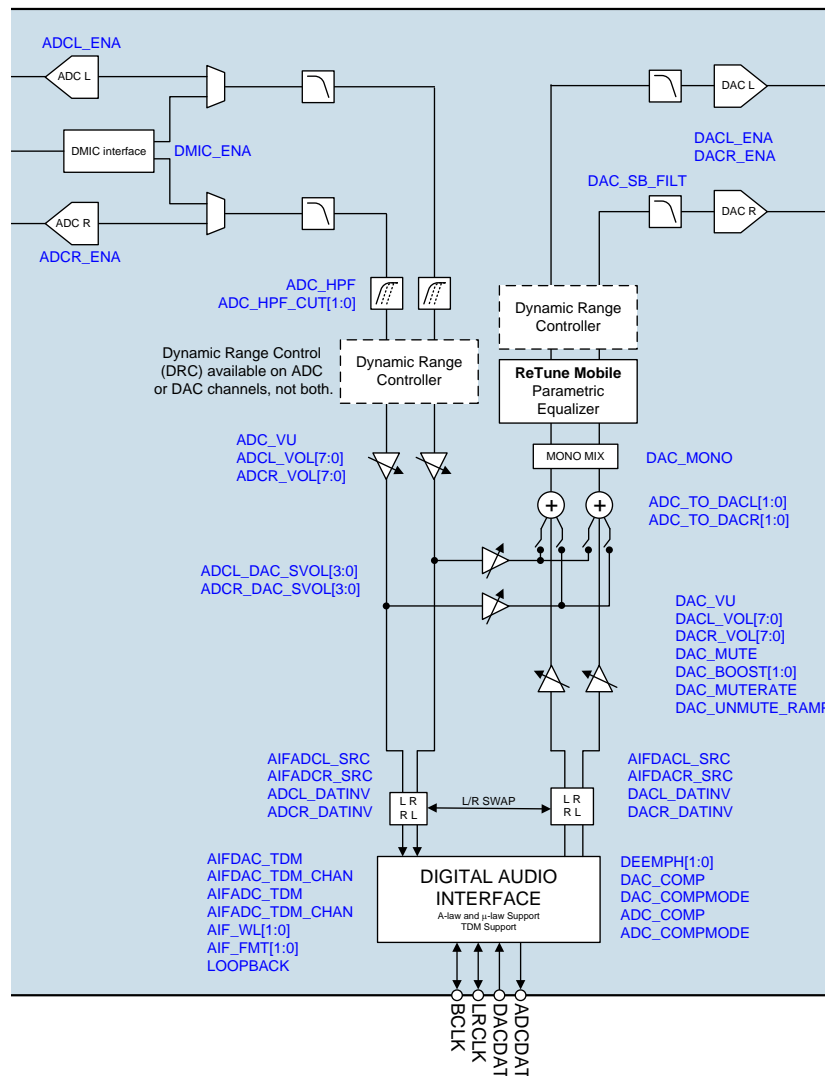 ADCL_ENA
ADC L
DAC L
DMIC interface
DMIC_ENA
DACL_ENA
DACR_ENA
DAC_SB_FILT
ADC R
DAC R
ADCR_ENA
ADC_HPF
ADC_HPF_CUT[1:0]
Dynamic Range
Controller
Dynamic Range Control
(DRC) available on ADC
or DAC channels, not both.
Dynamic Range
Controller
ReTune Mobile
Parametric
Equalizer
ADC_VU
ADCL_VOL[7:0]
ADCR_VOL[7:0]
MONO MIX
DAC_MONO
+
+
ADC_TO_DACL[1:0]
ADC_TO_DACR[1:0]
ADCL_DAC_SVOL[3:0]
ADCR_DAC_SVOL[3:0]
DAC_VU
DACL_VOL[7:0]
DACR_VOL[7:0]
DAC_MUTE
DAC_BOOST[1:0]
DAC_MUTERATE
DAC_UNMUTE_RAMP
AIFADCL_SRC
AIFADCR_SRC
ADCL_DATINV
ADCR_DATINV
L R
R L
L/R SWAP
L R
R L
AIFDACL_SRC
AIFDACR_SRC
DACL_DATINV
DACR_DATINV
AIFDAC_TDM
AIFDAC_TDM_CHAN
AIFADC_TDM
AIFADC_TDM_CHAN
AIF_WL[1:0]
AIF_FMT[1:0]
LOOPBACK
DIGITAL AUDIO
INTERFACE
A-law and μ-law Support
TDM Support
DEEMPH[1:0]
DAC_COMP
DAC_COMPMODE
ADC_COMP
ADC_COMPMODE
BCLK
LRCLK
DACDAT
ADCDAT